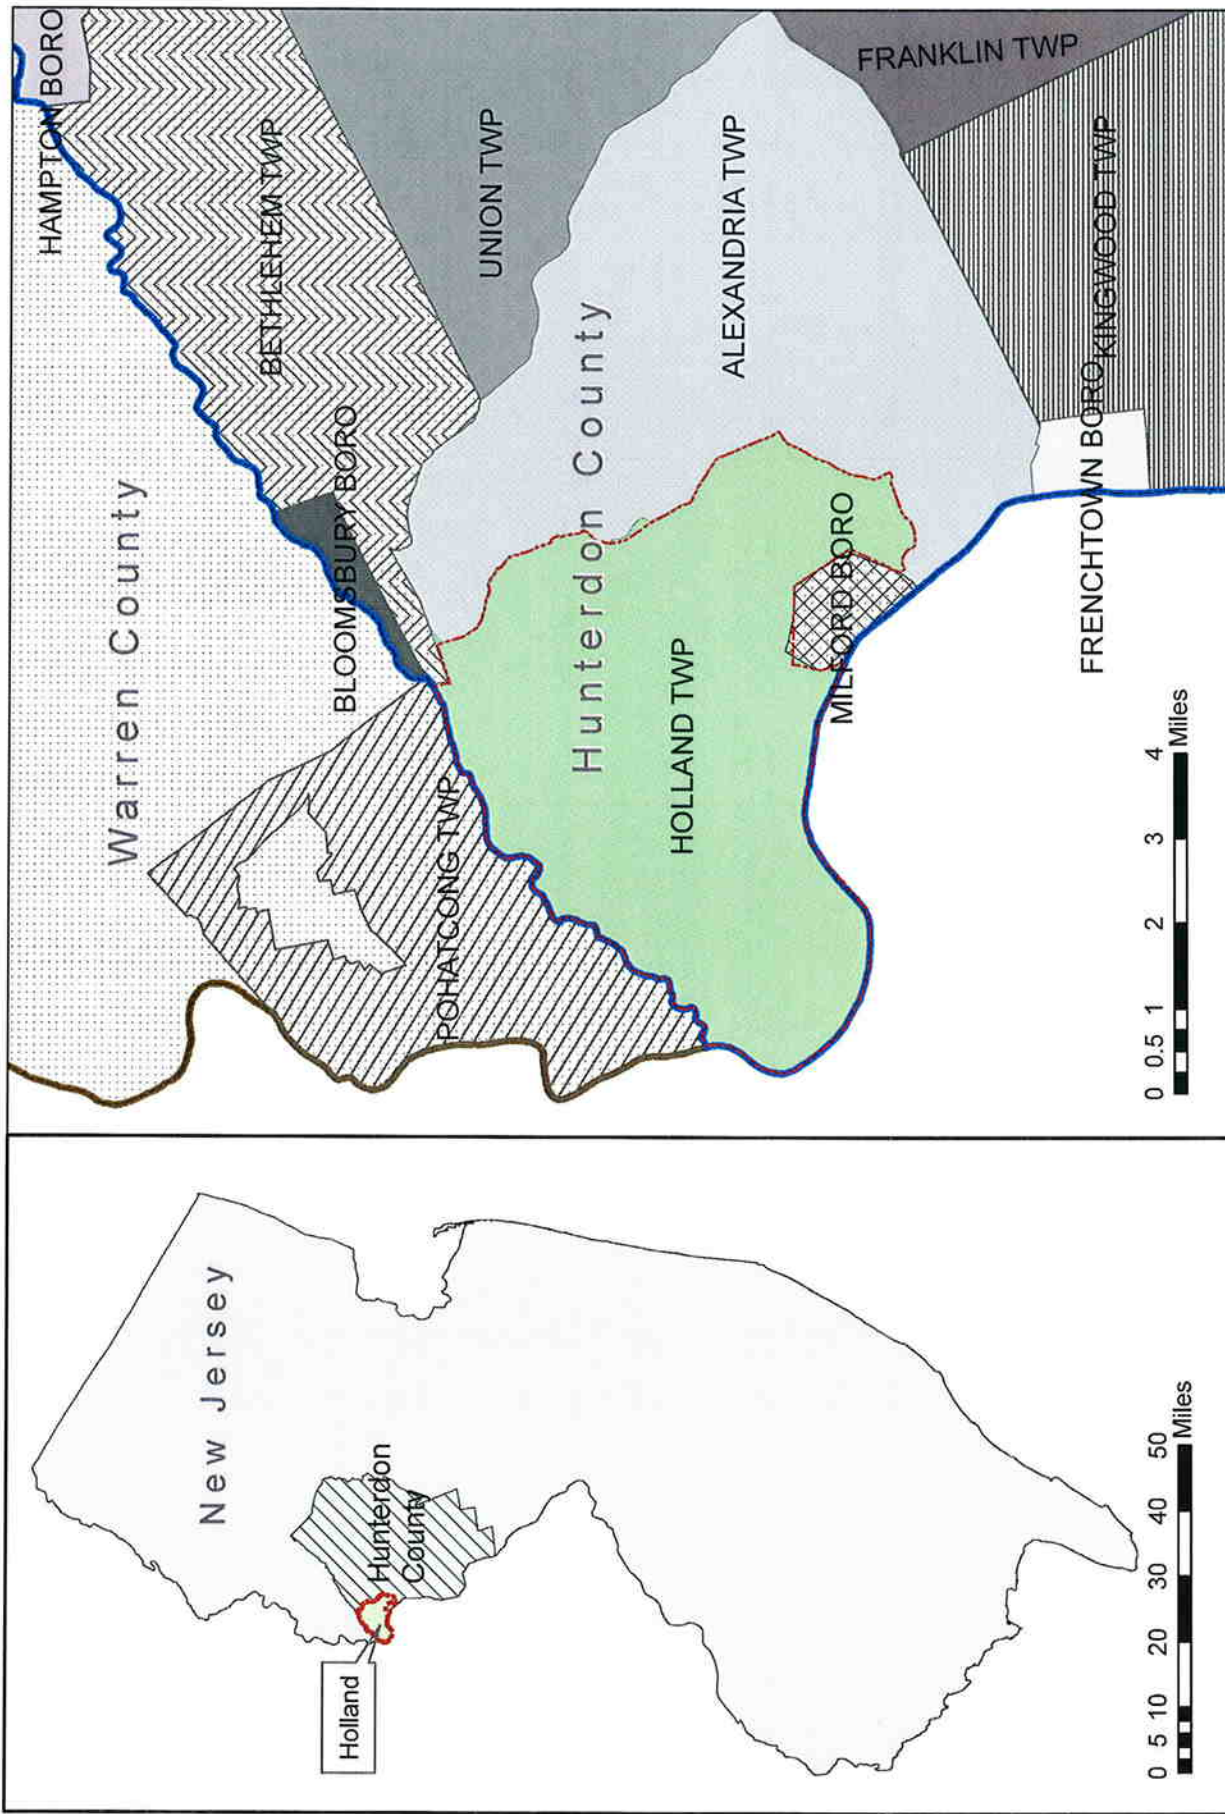 New Jersey
Hunterdon
County
Holland
0 5 10 20 30 40 50
Miles
HAMPTON BORO
Warren County
BETHLEHEM TWP
FRANKLIN TWP
UNION TWP
BLOOMSBURY BORO
POHATCONG TWP
Hunterdon County
ALEXANDRIA TWP
HOLLAND TWP
MILFORD BORO
KINGWOOD TWP
FRENCHTOWN BORO
0 0.5 1 2 3 4
Miles